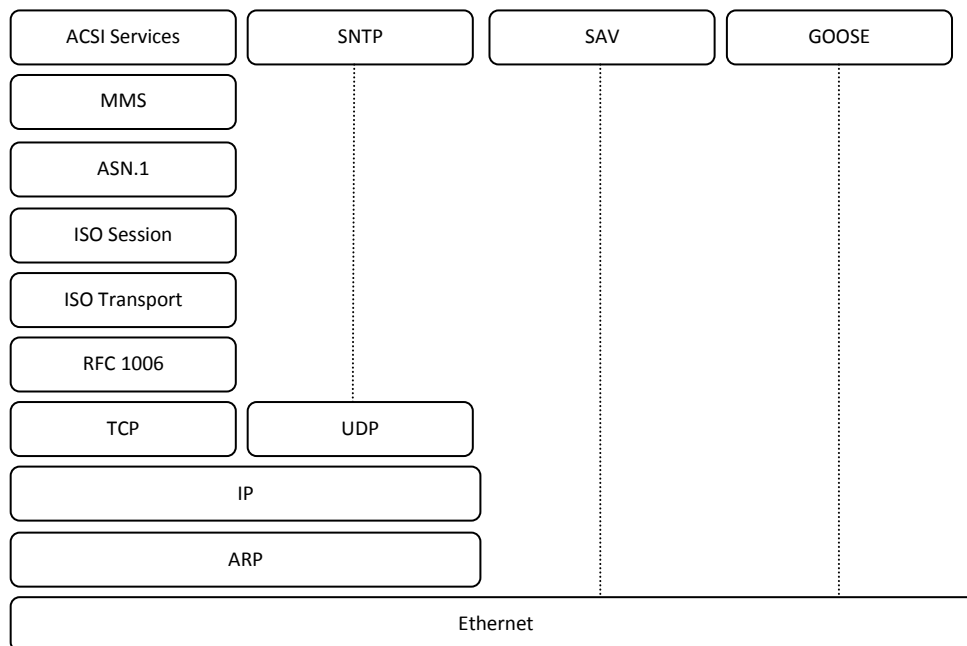 ACSI Services
SNTP
SAV
GOOSE
MMS
ASN.1
ISO Session
ISO Transport
RFC 1006
TCP
UDP
IP
ARP
Ethernet